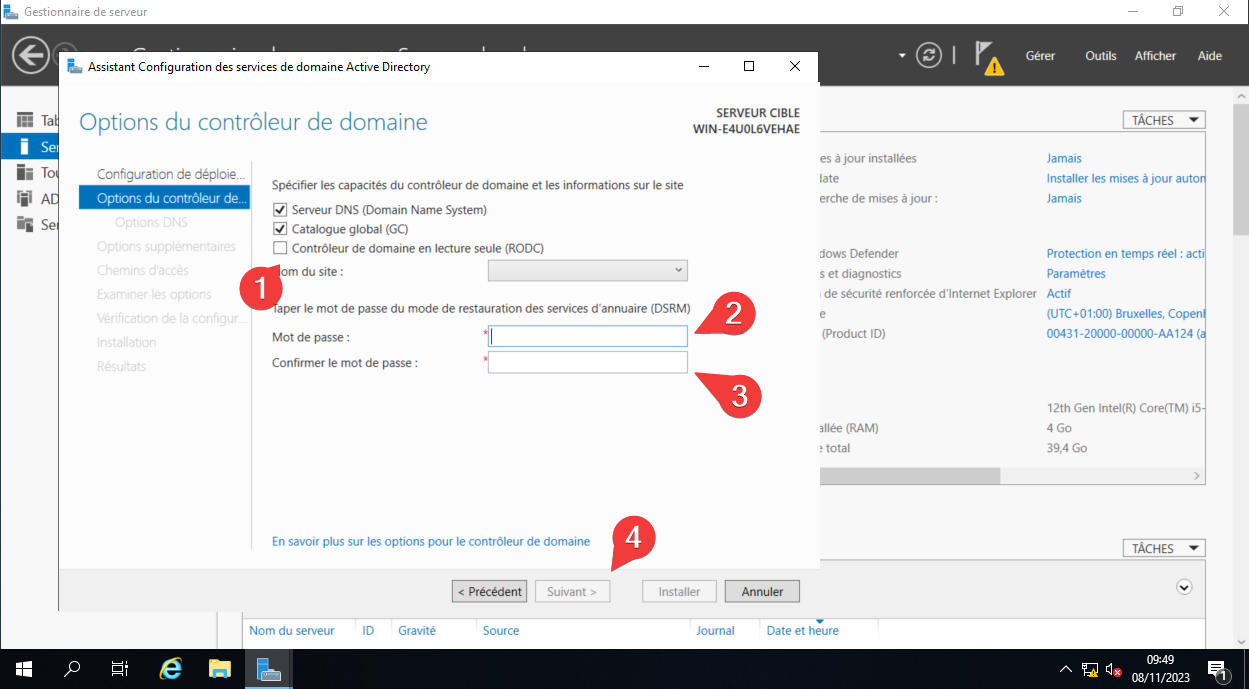 Gestionnaire de serveur
Gérer
Outils
Afficher
Aide
Assistant Configuration des services de domaine Active Directory
Options du contrôleur de domaine
SERVEUR CIBLE
WIN-E4U0L6VEHAE
Configuration de déploie...
Options du contrôleur de...
Options DNS
Options supplémentaires
Chemins d'accès
Examiner les options
Vérification de la configur...
Installation
Résultats
Spécifier les capacités du contrôleur de domaine et les informations sur le site
Serveur DNS (Domain Name System)
Catalogue global (GC)
Contrôleur de domaine en lecture seule (RODC)
1
om du site :
Taper le mot de passe du mode de restauration des services d'annuaire (DSRM)
2
Mot de passe :
*
Confirmer le mot de passe :
*
3
En savoir plus sur les options pour le contrôleur de domaine
4
< Précédent
Suivant >
Installer
Annuler
TÂCHES
es à jour installées
Jamais
date
Installer les mises à jour autom
erche de mises à jour :
Jamais
dows Defender
Protection en temps réel : acti
s et diagnostics
Paramètres
n de sécurité renforcée d'Internet Explorer
Actif
e
(UTC+01:00) Bruxelles, Copenh
(Product ID)
00431-20000-00000-AA124 (a
12th Gen Intel(R) Core(TM) i5-
allée (RAM)
4 Go
e total
39,4 Go
TÂCHES
Nom du serveur
ID
Gravité
Source
Journal
Date et heure
09:49
08/11/2023
1